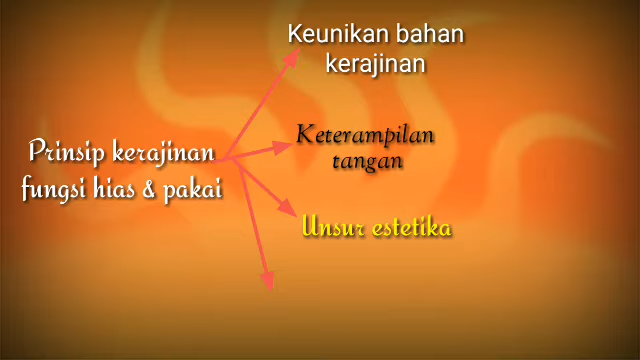 Keunikan bahan
kerajinan
Prinsip kerajinan
fungsi hias & pakai
Keterampilan
tangan
Unsur estetika